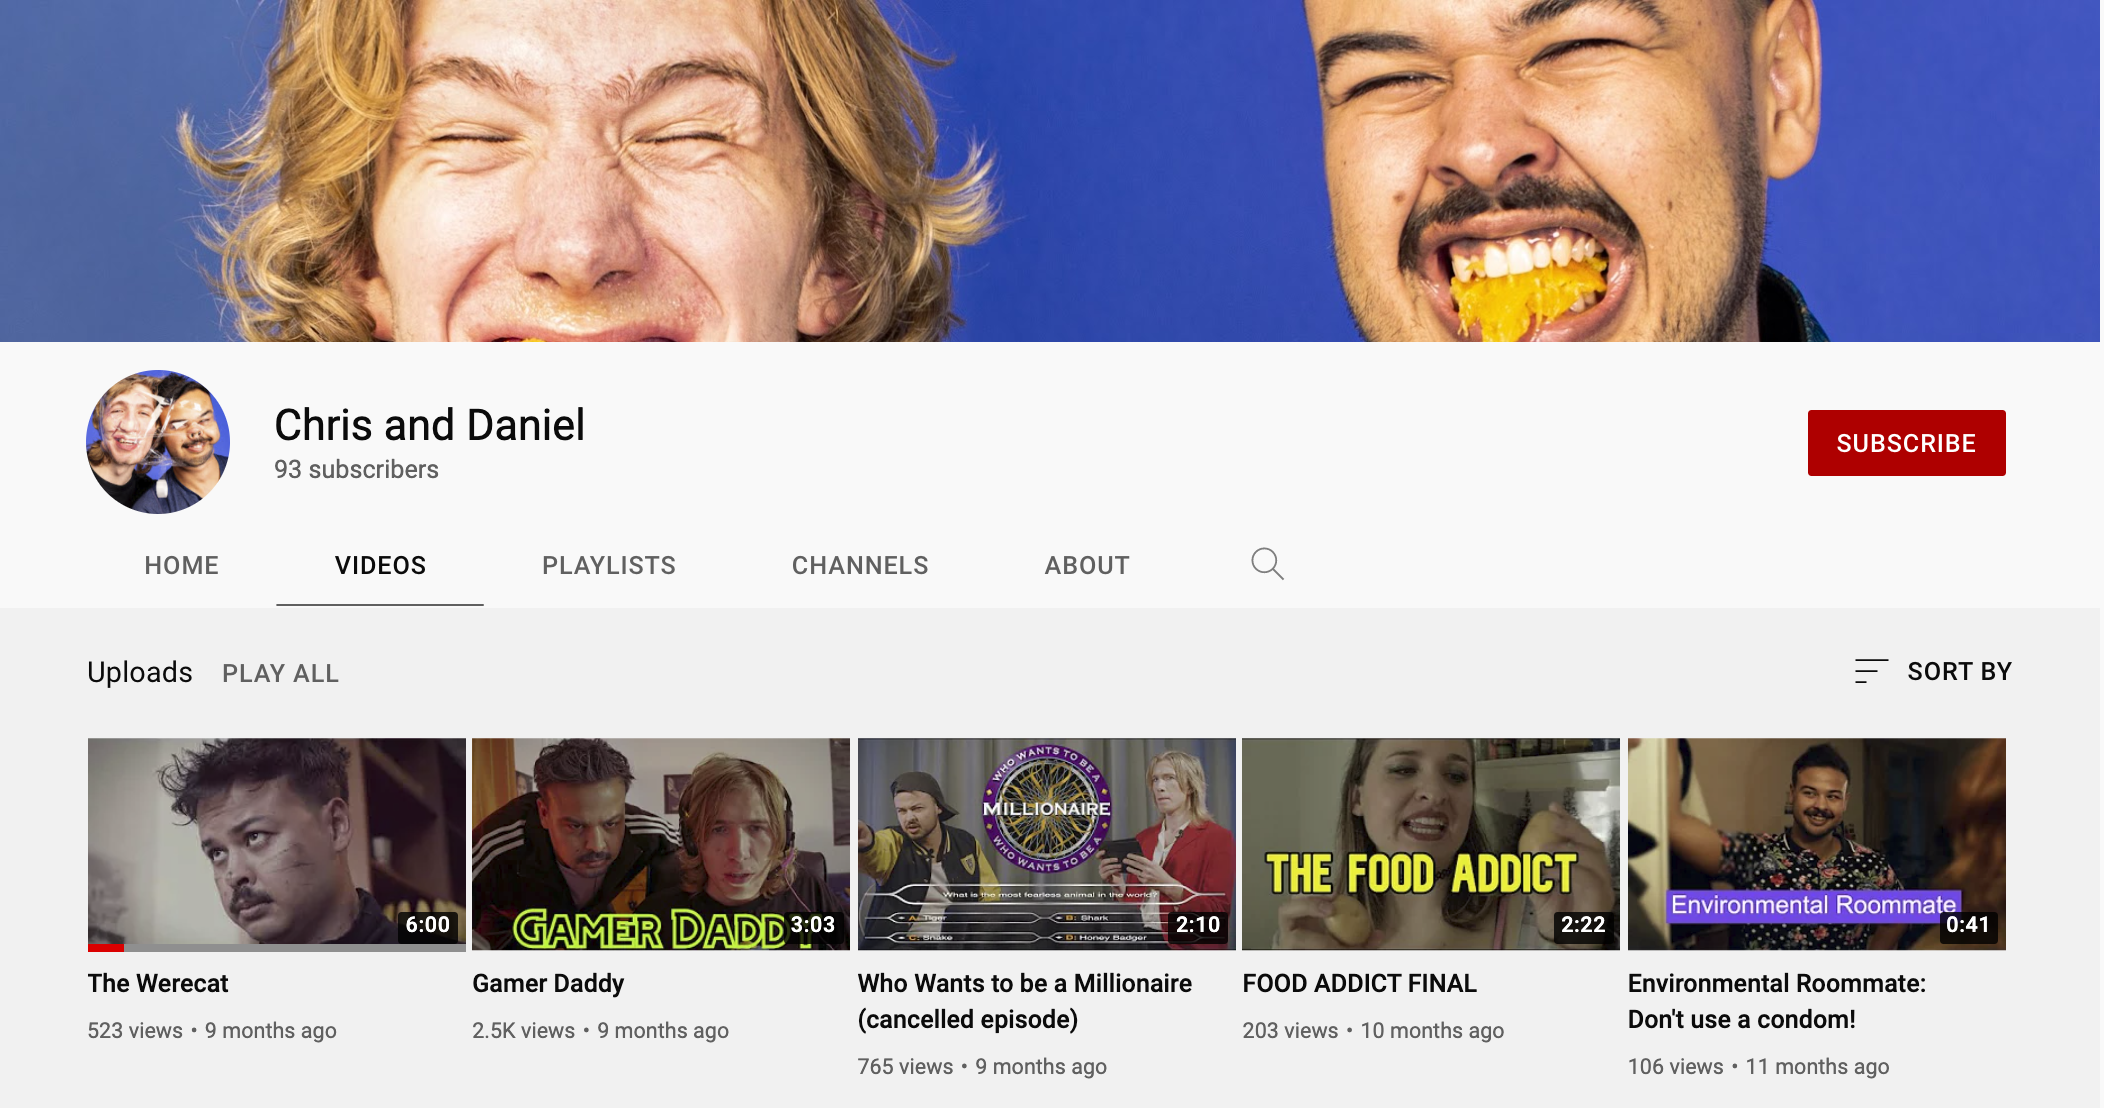 Chris and Daniel
93 subscribers
SUBSCRIBE
HOME VIDEOS PLAYLISTS CHANNELS ABOUT
Uploads PLAY ALL
SORT BY
6:00
The Werecat
523 views • 9 months ago
GAMER DADD
3:03
Gamer Daddy
2.5K views • 9 months ago
WHO WANTS TO BE A
MILLIONAIRE
WHO WANTS TO BE A
What is the most fearless animal in the world?
A: Tiger
B: Shark
C: Snake
D: Honey Badger
2:10
Who Wants to be a Millionaire
(cancelled episode)
765 views • 9 months ago
THE FOOD ADDICT
2:22
FOOD ADDICT FINAL
203 views • 10 months ago
Environmental Roommate
0:41
Environmental Roommate:
Don't use a condom!
106 views • 11 months ago